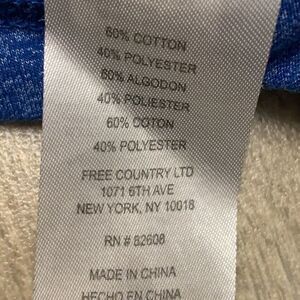 60% COTTON
40% POLYESTER
60% ALGODON
40% POLIESTER
60% COTON
40% POLYESTER
FREE COUNTRY LTD
1071 6TH AVE
NEW YORK, NY 10018
RN # 82608
MADE IN CHINA
HECHO EN CHINA